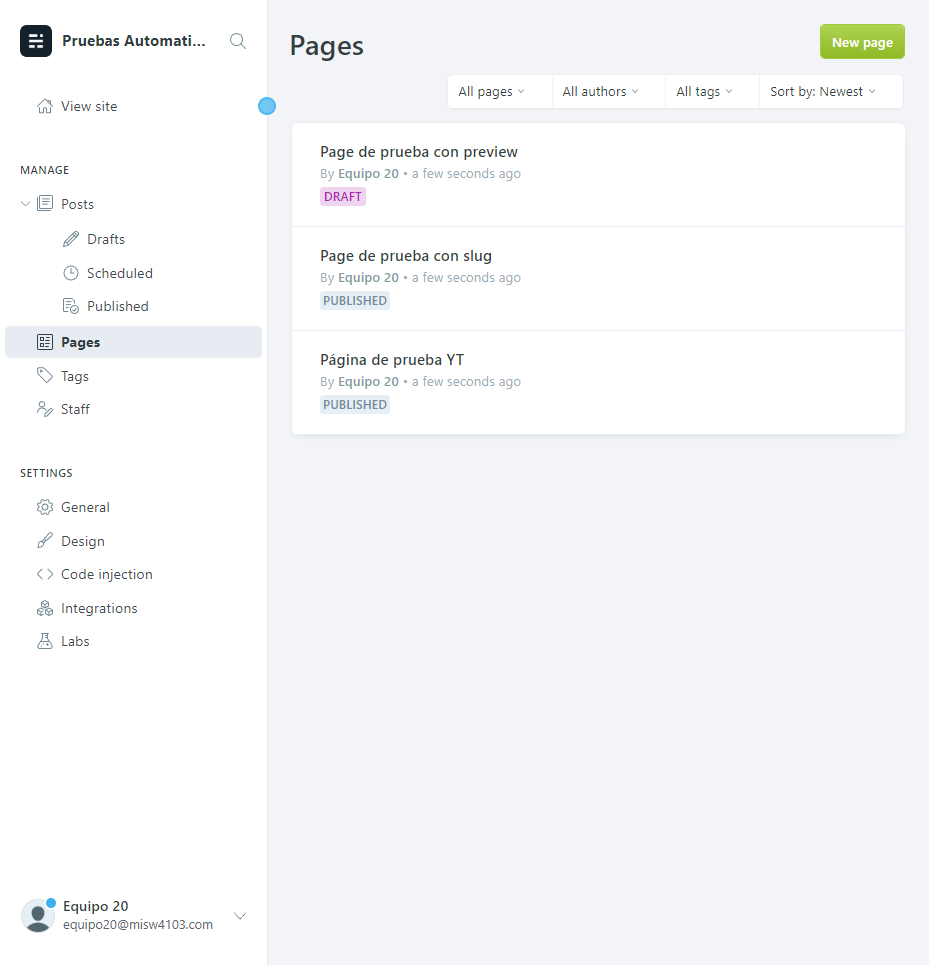 Pruebas Automati...
View site
MANAGE
Posts
Drafts
Scheduled
Published
Pages
Tags
Staff
SETTINGS
General
Design
Code injection
Integrations
Labs
Equipo 20
equipo20@misw4103.com
Pages
New page
All pages
All authors
All tags
Sort by: Newest
Page de prueba con preview
By Equipo 20 • a few seconds ago
DRAFT
Page de prueba con slug
By Equipo 20 • a few seconds ago
PUBLISHED
Página de prueba YT
By Equipo 20 • a few seconds ago
PUBLISHED